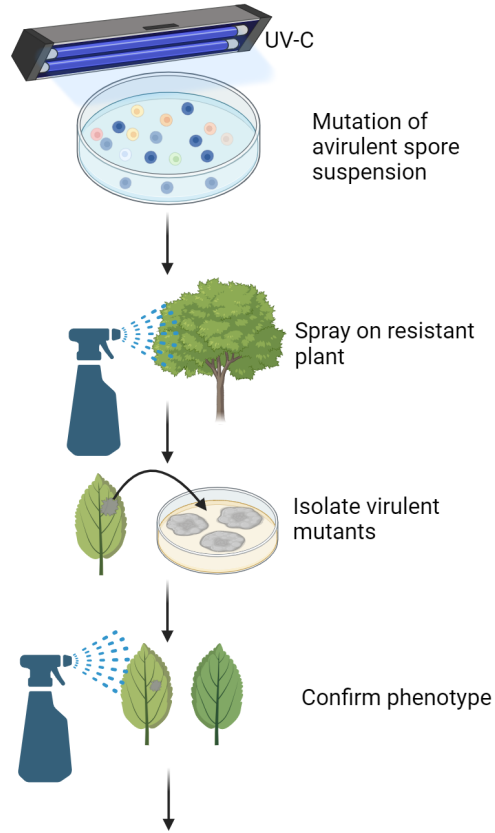 UV-C
Mutation of
avirulent spore
suspension
Spray on resistant
plant
Isolate virulent
mutants
Confirm phenotype